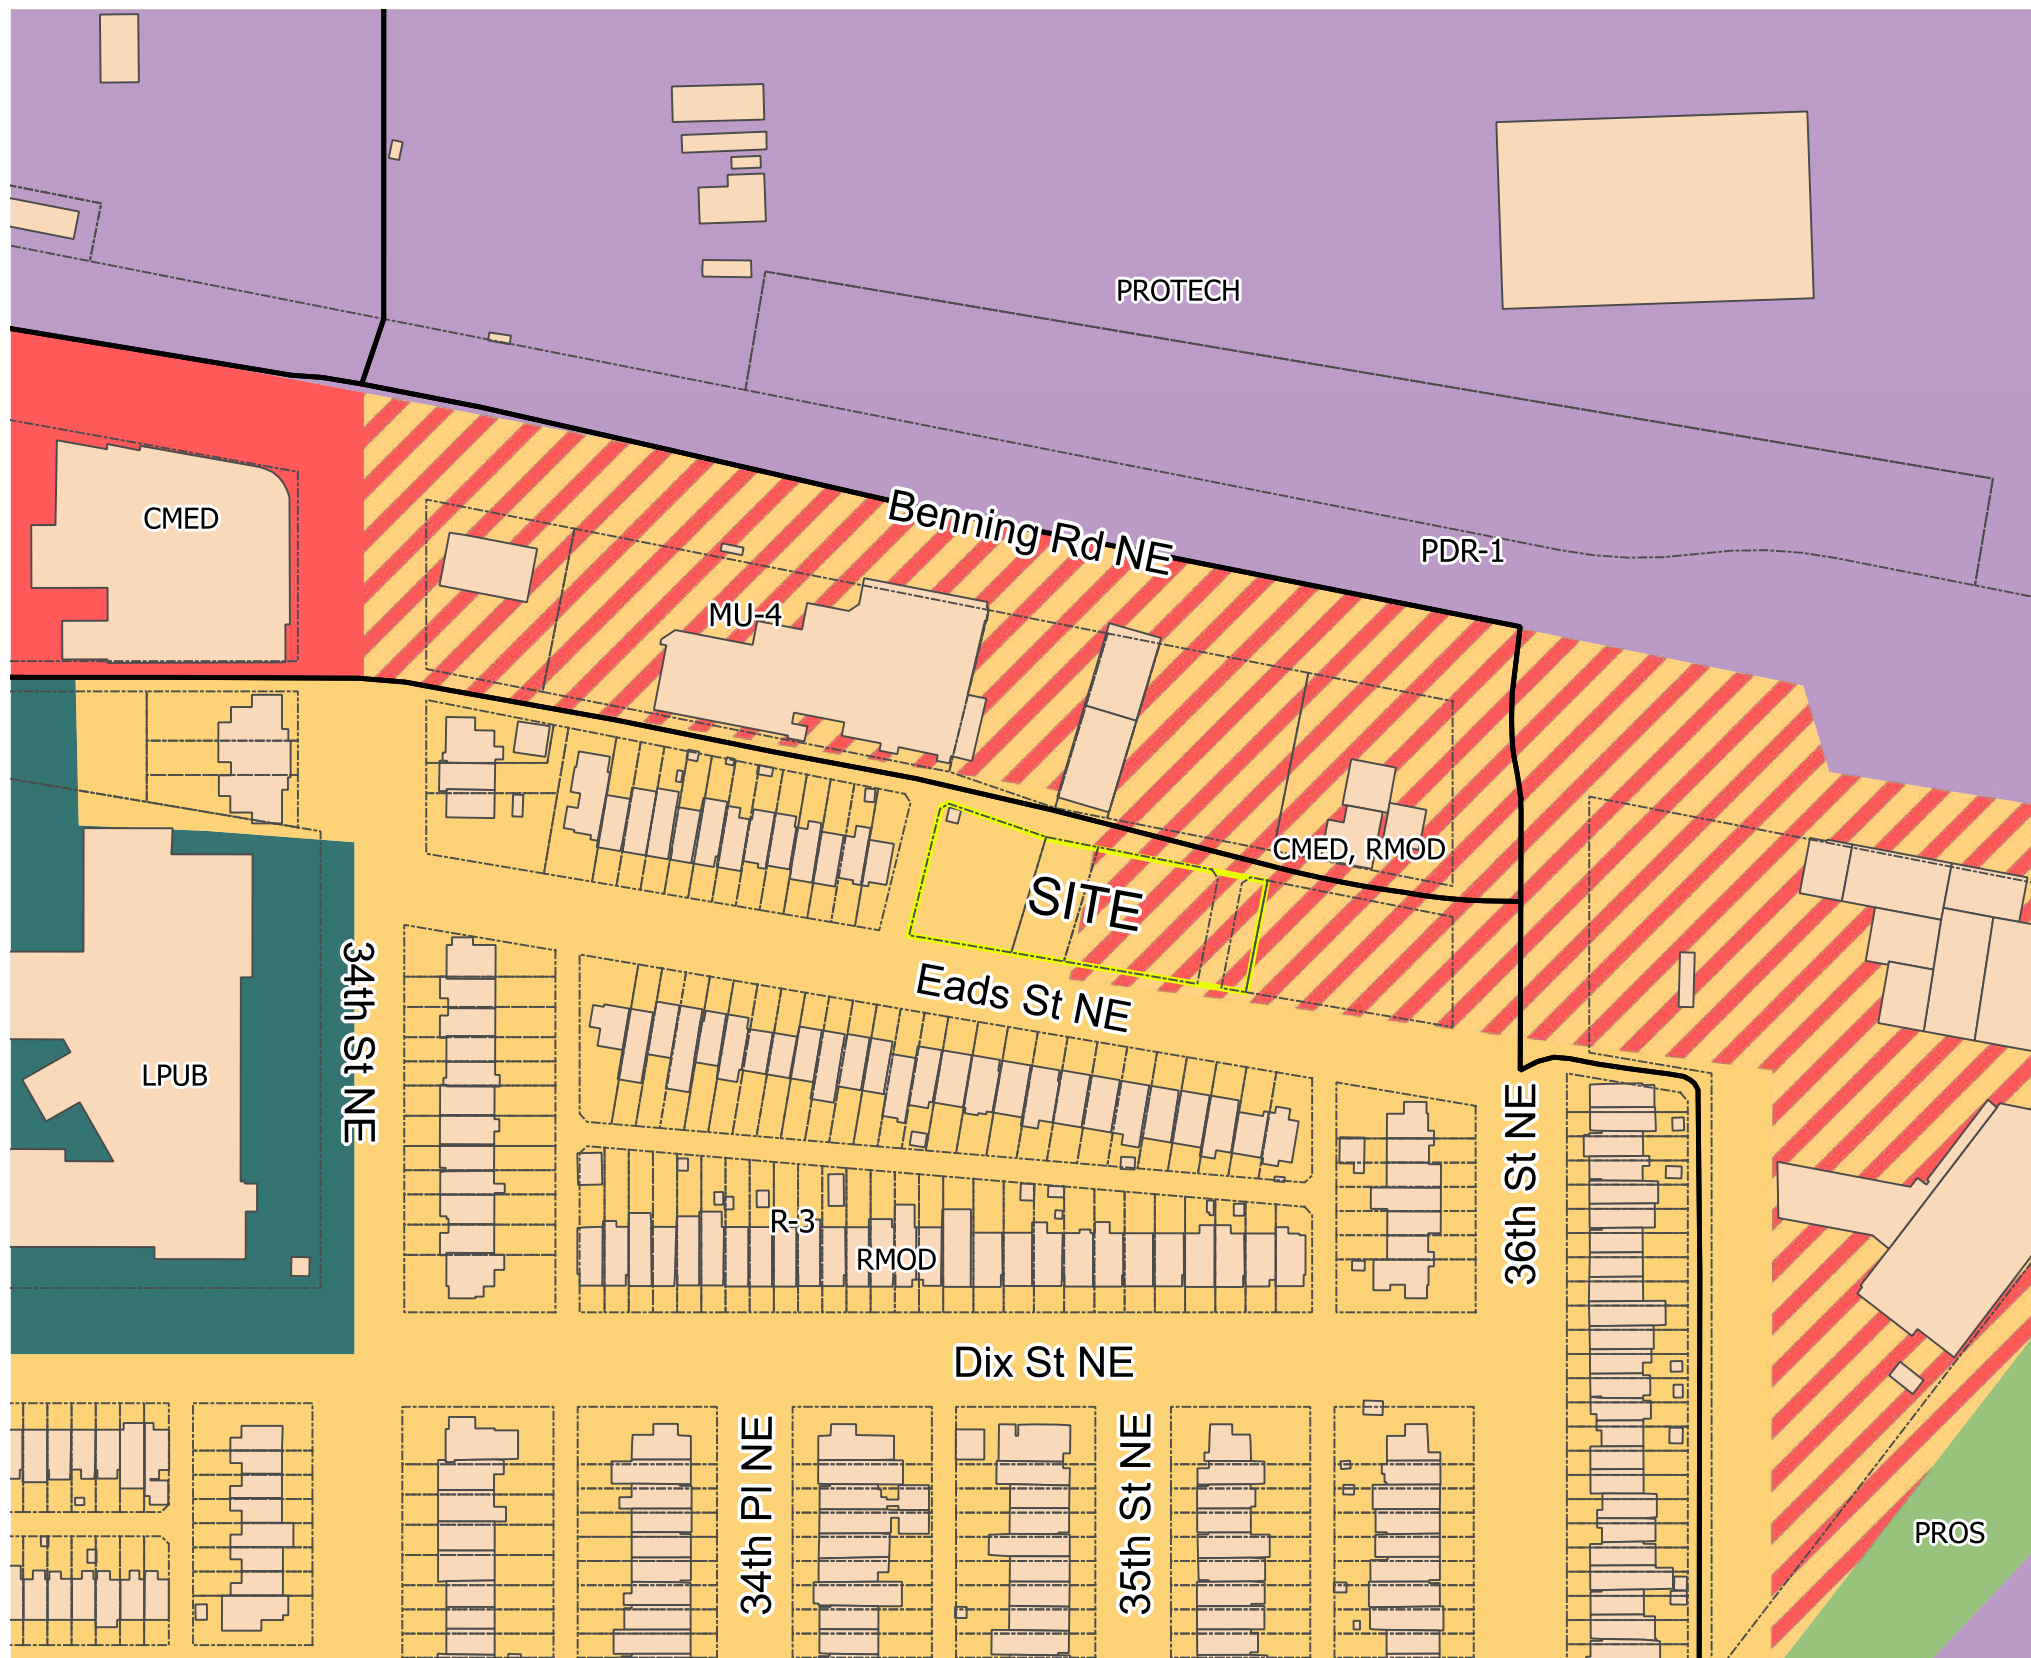 PROTECH
CMED
Benning Rd NE
PDR-1
MU-4
CMED, RMOD
SITE
Eads St NE
34th St NE
LPUB
36th St NE
R-3
RMOD
Dix St NE
34th Pl NE
35th St NE
PROS